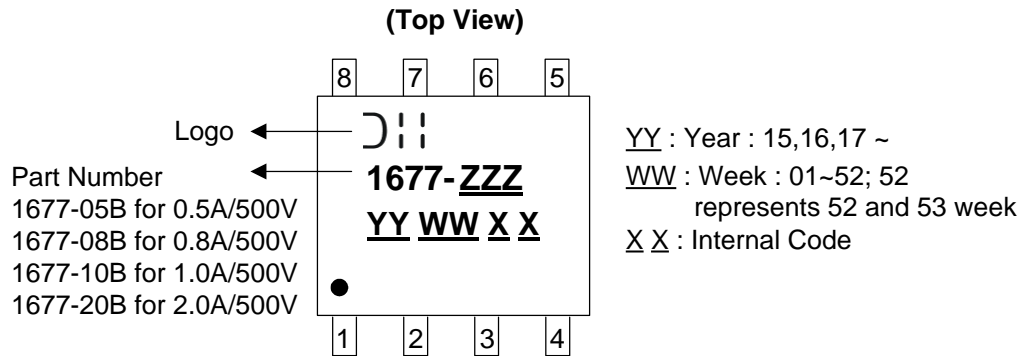 (Top View)
8 7 6 5
Logo
Part Number
1677-05B for 0.5A/500V
1677-08B for 0.8A/500V
1677-10B for 1.0A/500V
1677-20B for 2.0A/500V
1677-ZZZ
YY WW X X
1 2 3 4
YY : Year : 15,16,17 ~
WW : Week : 01~52; 52
represents 52 and 53 week
X X : Internal Code